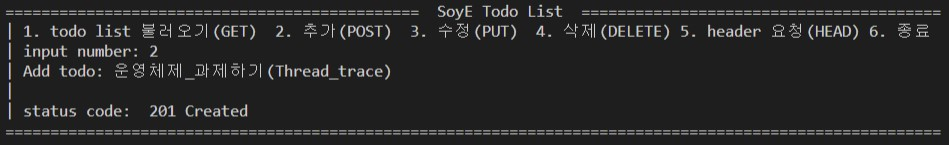 ============================================== SoyE Todo List ========================================
| 1. todo list 불러오기(GET) 2. 추가(POST) 3. 수정(PUT) 4. 삭제(DELETE) 5. header 요청(HEAD) 6. 종료
| input number: 2
| Add todo: 운영체제_과제하기(Thread_trace)
|
| status code:  201 Created
=========================================================================================================